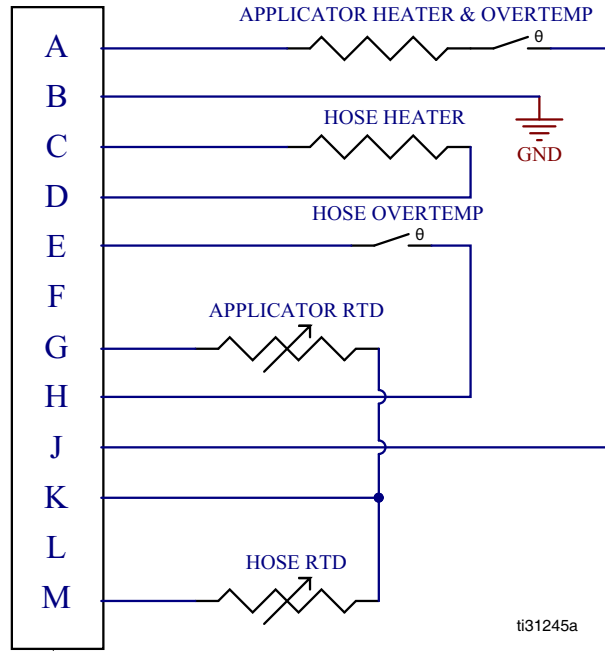 APPLICATOR HEATER & OVERTEMP
A
θ
B
HOSE HEATER
C
GND
D
HOSE OVERTEMP
E
θ
F
APPLICATOR RTD
G
H
J
K
L
HOSE RTD
M
ti31245a